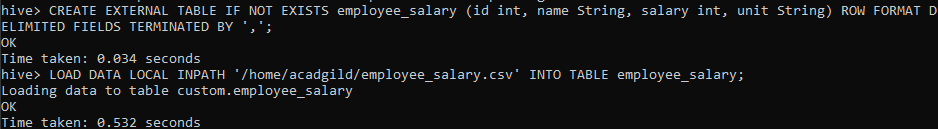 hive> CREATE EXTERNAL TABLE IF NOT EXISTS employee_salary (id int, name String, salary int, unit String) ROW FORMAT D
ELIMITED FIELDS TERMINATED BY ',';
OK
Time taken: 0.034 seconds
hive> LOAD DATA LOCAL INPATH '/home/acadgild/employee_salary.csv' INTO TABLE employee_salary;
Loading data to table custom.employee_salary
OK
Time taken: 0.532 seconds